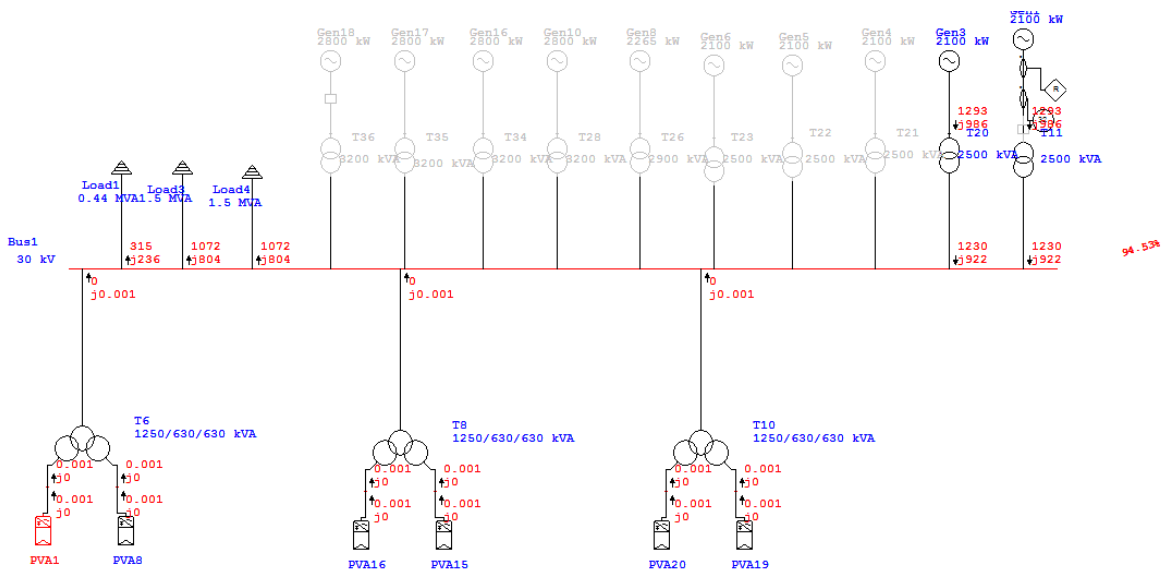 Gen18
2800 kW
Gen17
2800 kW
Gen16
2800 kW
Gen10
2800 kW
Gen8
2265 kW
Gen6
2100 kW
Gen5
2100 kW
Gen4
2100 kW
Gen3
2100 kW
2100 kW
R
T36
3200 kVA
T35
3200 kVA
T34
3200 kVA
T28
3200 kVA
T26
2900 kVA
T23
2500 kVA
T22
2500 kVA
T21
2500 kVA
1293
j986
T20
2500 kVA
1293
j986
T11
2500 kVA
Load1
0.44 MVA
Load3
1.5 MVA
Load4
1.5 MVA
Bus1
30 kV
315
j236
1072
j804
1072
j804
1230
j922
1230
j922
94.53%
0
j0.001
0
j0.001
0
j0.001
T6
1250/630/630 kVA
T8
1250/630/630 kVA
T10
1250/630/630 kVA
0.001
j0
0.001
j0
0.001
j0
0.001
j0
0.001
j0
0.001
j0
0.001
j0
0.001
j0
0.001
j0
0.001
j0
0.001
j0
0.001
j0
PVA1
PVA8
PVA16
PVA15
PVA20
PVA19